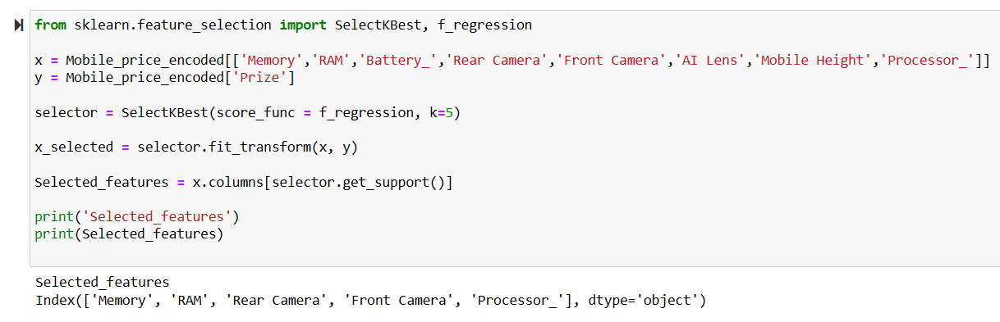 from sklearn.feature_selection import SelectKBest, f_regression
x = Mobile_price_encoded[['Memory','RAM','Battery_','Rear Camera','Front Camera','AI Lens','Mobile Height','Processor_']]
y = Mobile_price_encoded['Prize']
selector = SelectKBest(score_func = f_regression, k=5)
x_selected = selector.fit_transform(x, y)
Selected_features = x.columns[selector.get_support()]
print('Selected_features')
print(Selected_features)
Selected_features
Index(['Memory', 'RAM', 'Rear Camera', 'Front Camera', 'Processor_'], dtype='object')